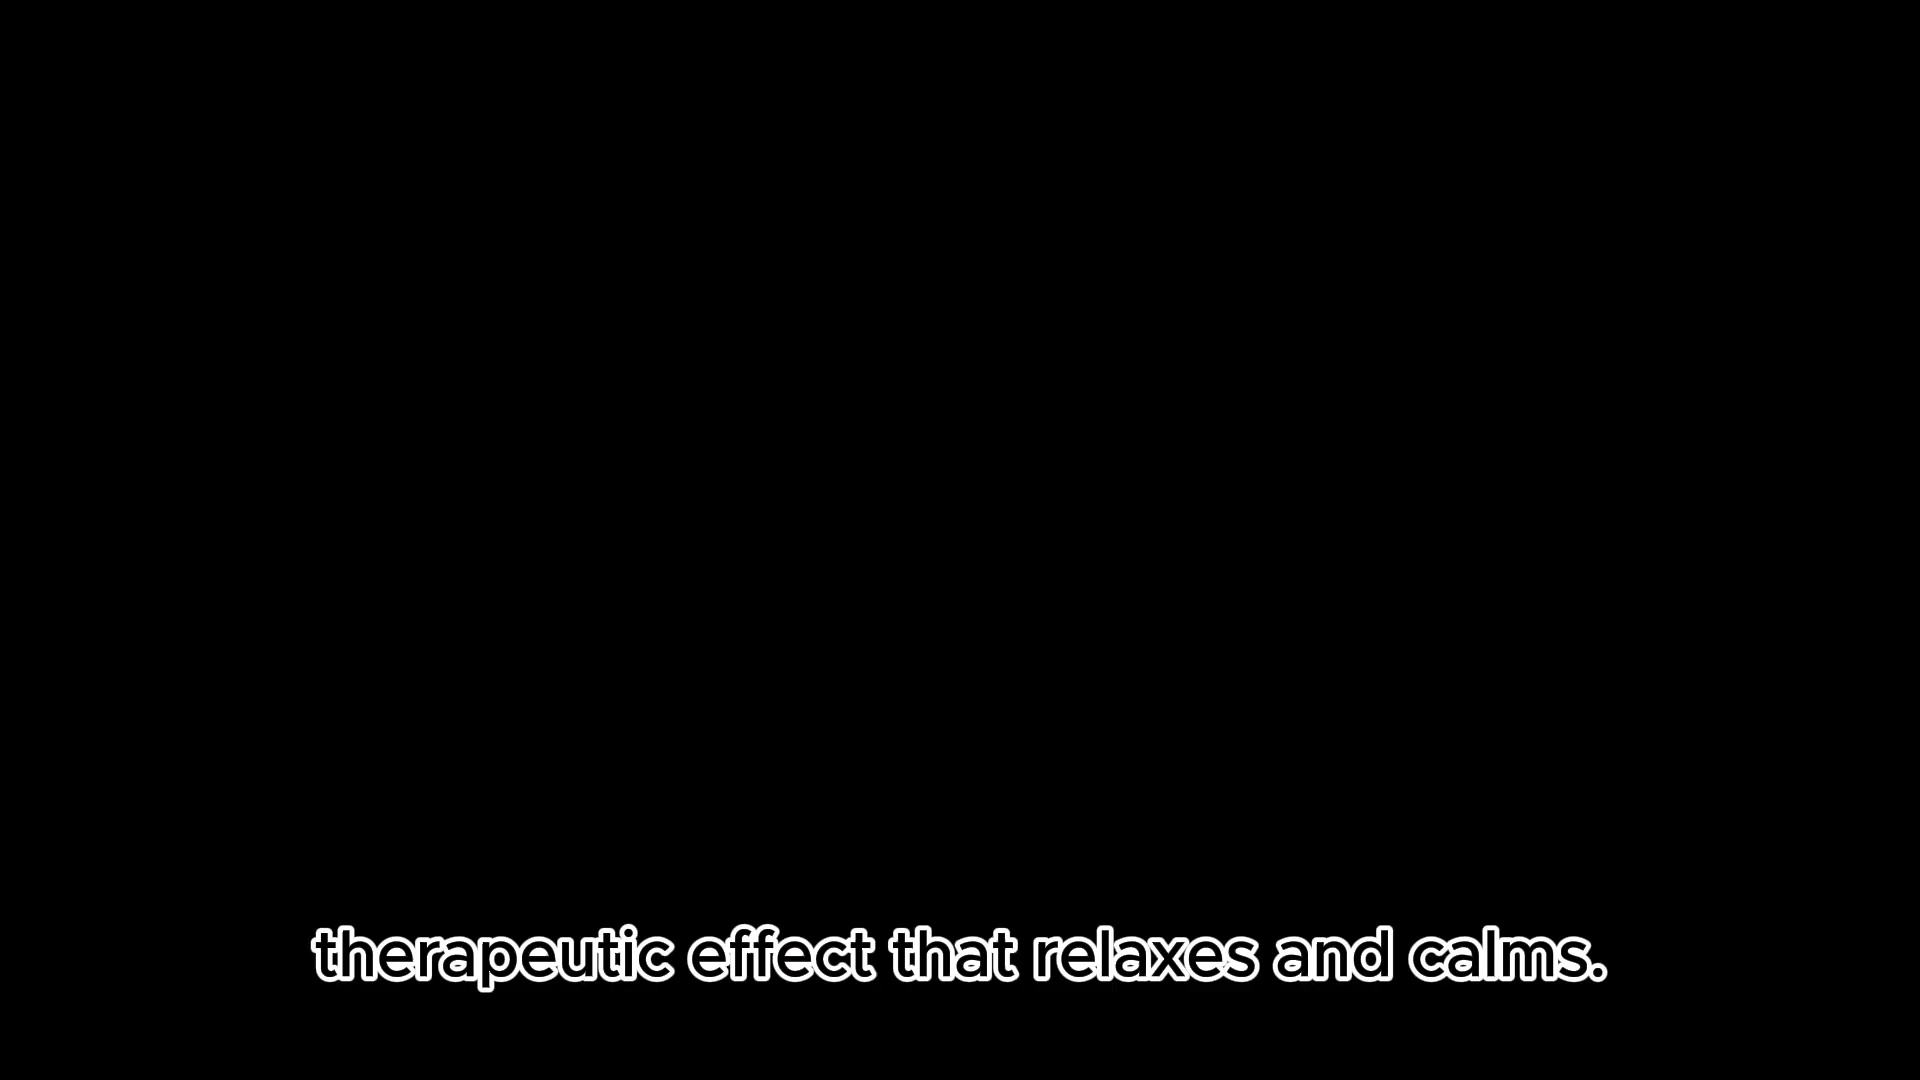 therapeutic effect that relaxes and calms.